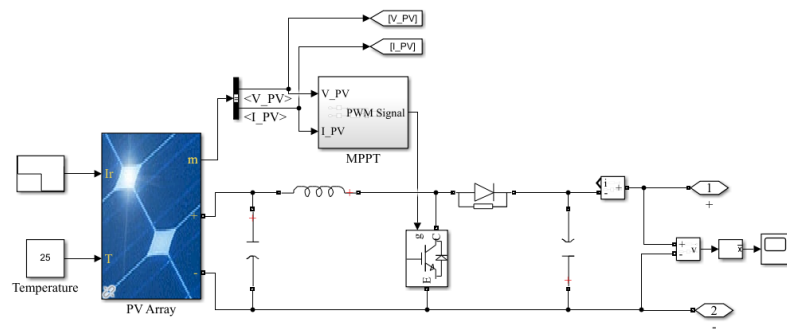 [V_PV]
[I_PV]
<V_PV>
<I_PV>
V_PV
PWM Signal
I_PV
MPPT
Ir
m
+
T
-
25
Temperature
PV Array
+
+
g
C
E
+
i
+
-
1
+
+
-
v
x
2
-